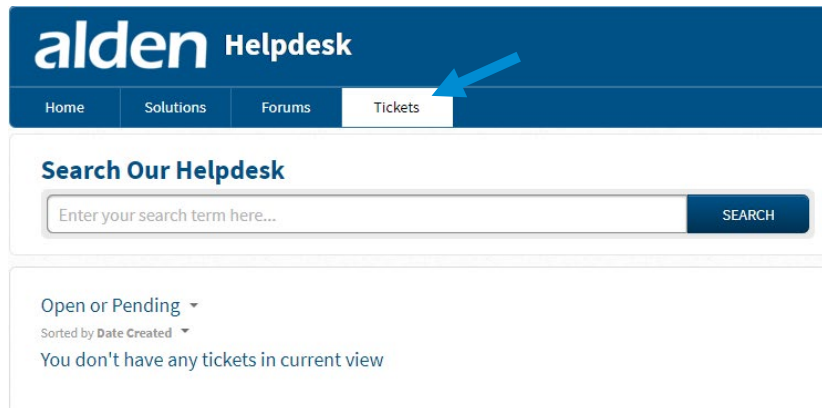 alden Helpdesk
Home Solutions Forums Tickets
Search Our Helpdesk
Enter your search term here... SEARCH
Open or Pending
Sorted by Date Created
You don't have any tickets in current view